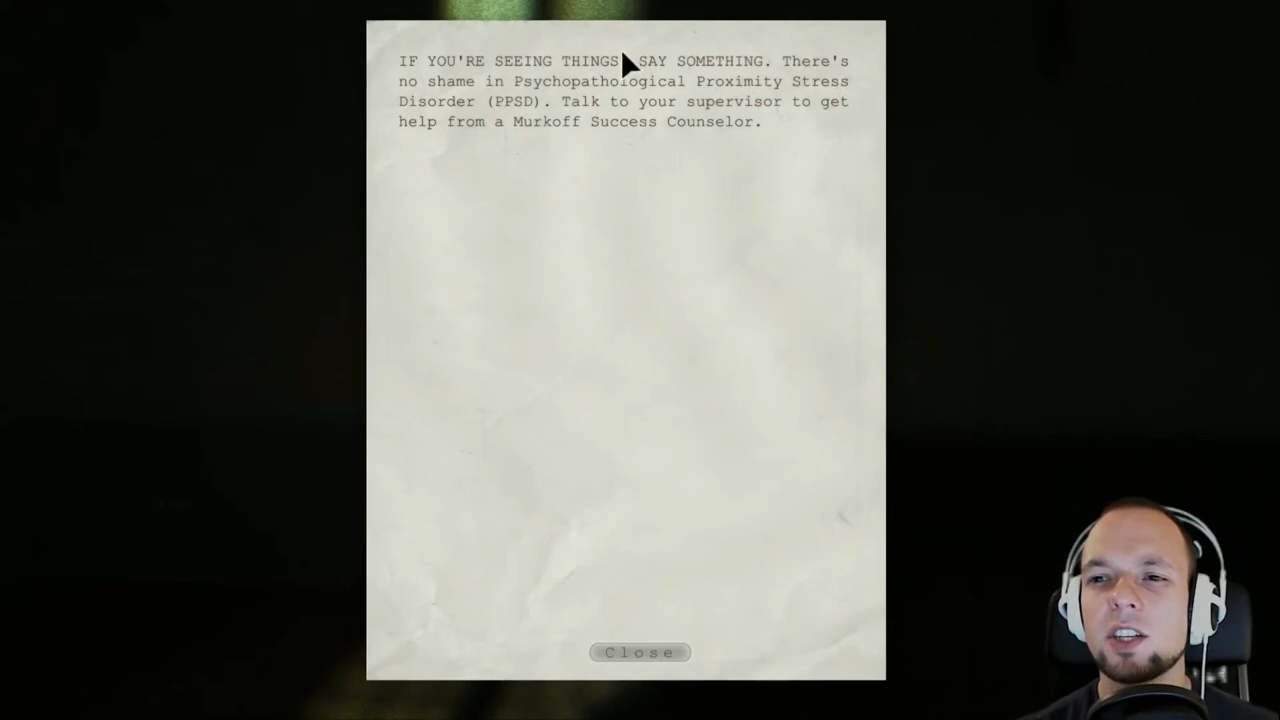 IF YOU'RE SEEING THINGS, SAY SOMETHING. There's
no shame in Psychopathological Proximity Stress
Disorder (PPSD). Talk to your supervisor to get
help from a Murkoff Success Counselor.
Close